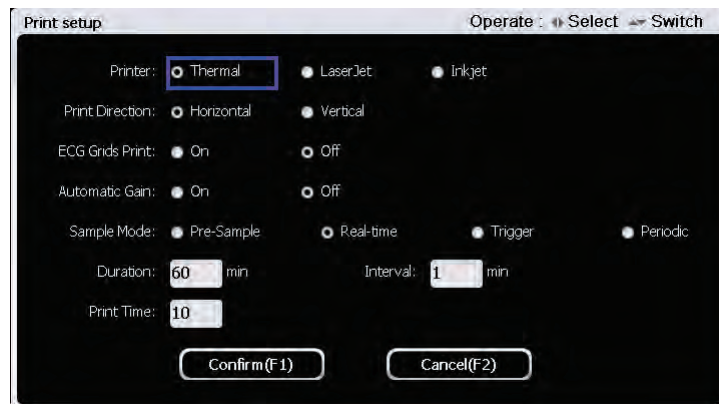 Print setup Operate : Select Switch
Printer: Thermal LaserJet Inkjet
Print Direction: Horizontal Vertical
ECG Grids Print: On Off
Automatic Gain: On Off
Sample Mode: Pre-Sample Real-time Trigger Periodic
Duration: 60 min Interval: 1 min
Print Time: 10
Confirm(F1) Cancel(F2)